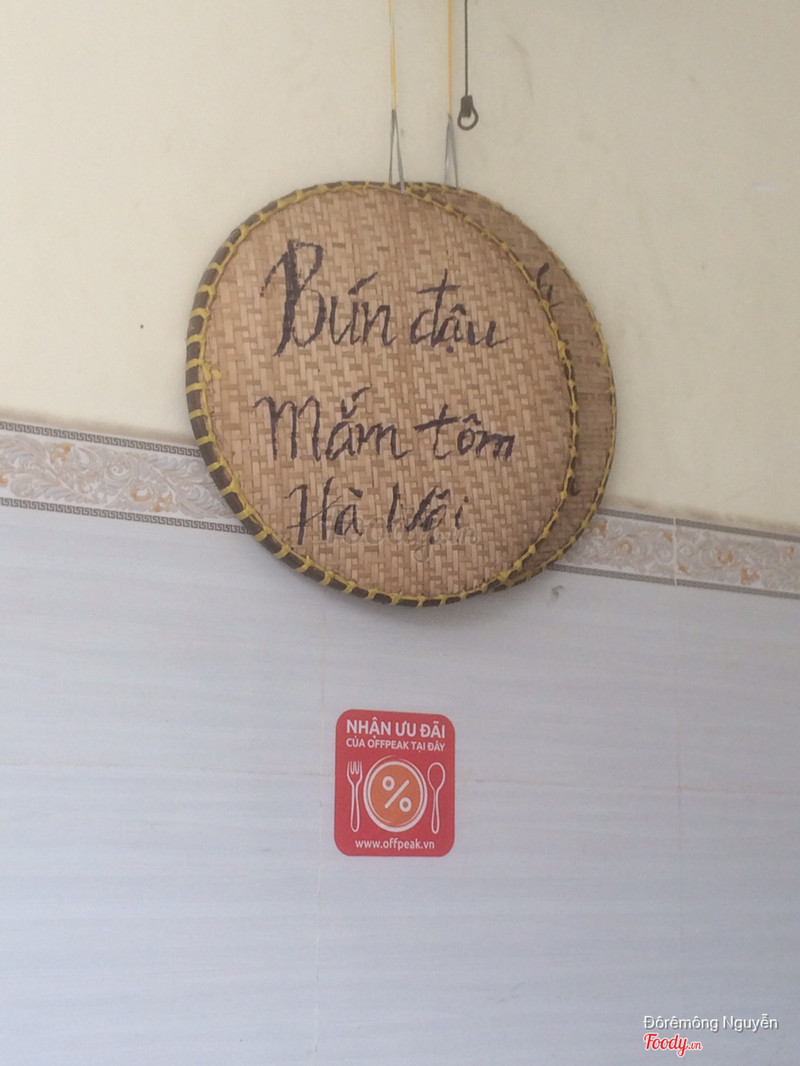 Bún đậu
Mắm tôm
Hà Nội
NHẬN ƯU ĐÃI
CỦA OFFPEAK TẠI ĐÂY
%
www.offpeak.vn
Đôrêmông Nguyễn
Foody.vn